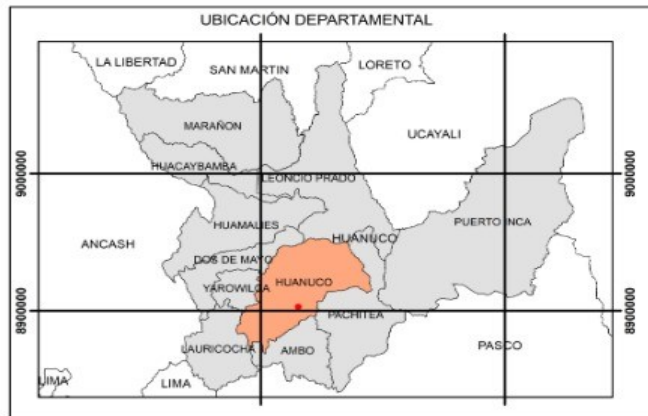 UBICACIÓN DEPARTAMENTAL
LA LIBERTAD
SAN MARTIN
LORETO
MARAÑON
UCAYALI
HUACAYBAMBA
LEONCIO PRADO
9000000
9000000
HUAMALIES
PUERTO INCA
ANCASH
HUANUCO
DOS DE MAYO
YAROWILCA
HUANUCO
8900000
8900000
PACHITEA
LAURICOCHA
AMBO
PASCO
LIMA
LIMA